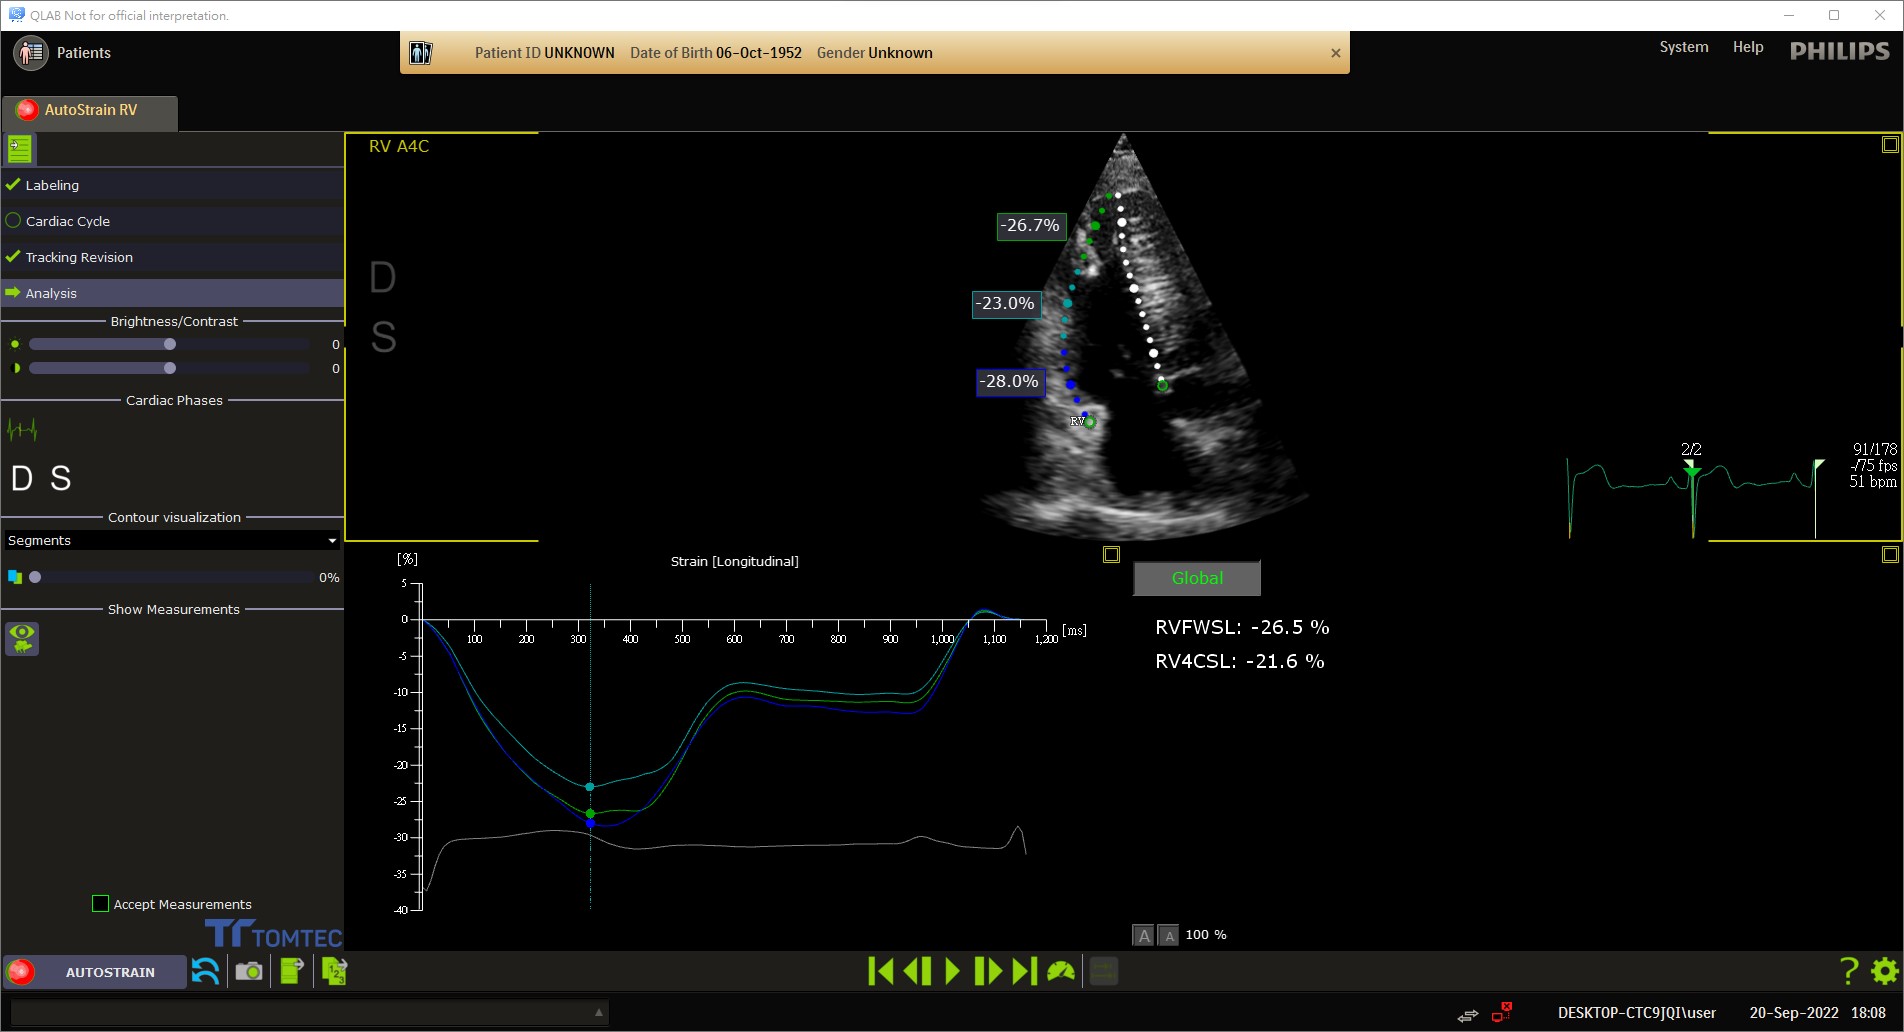 QLAB Not for official interpretation.
Patients
Patient ID UNKNOWN Date of Birth 06-Oct-1952 Gender Unknown
System Help PHILIPS
AutoStrain RV
Labeling
Cardiac Cycle
Tracking Revision
Analysis
Brightness/Contrast
0
0
Cardiac Phases
D S
Contour visualization
Segments
0%
Show Measurements
Accept Measurements
TOMTEC
RV A4C
D
S
-26.7%
-23.0%
-28.0%
RV
2/2
91/178
-/75 fps
51 bpm
[%]
Strain [Longitudinal]
5
0
-5
-10
-15
-20
-25
-30
-35
-40
100 200 300 400 500 600 700 800 900 1,000 1,100 1,200 [ms]
Global
RVFWSL: -26.5 %
RV4CSL: -21.6 %
A A 100 %
AUTOSTRAIN
1 2 3
?
DESKTOP-CTC9JQI\user 20-Sep-2022 18:08